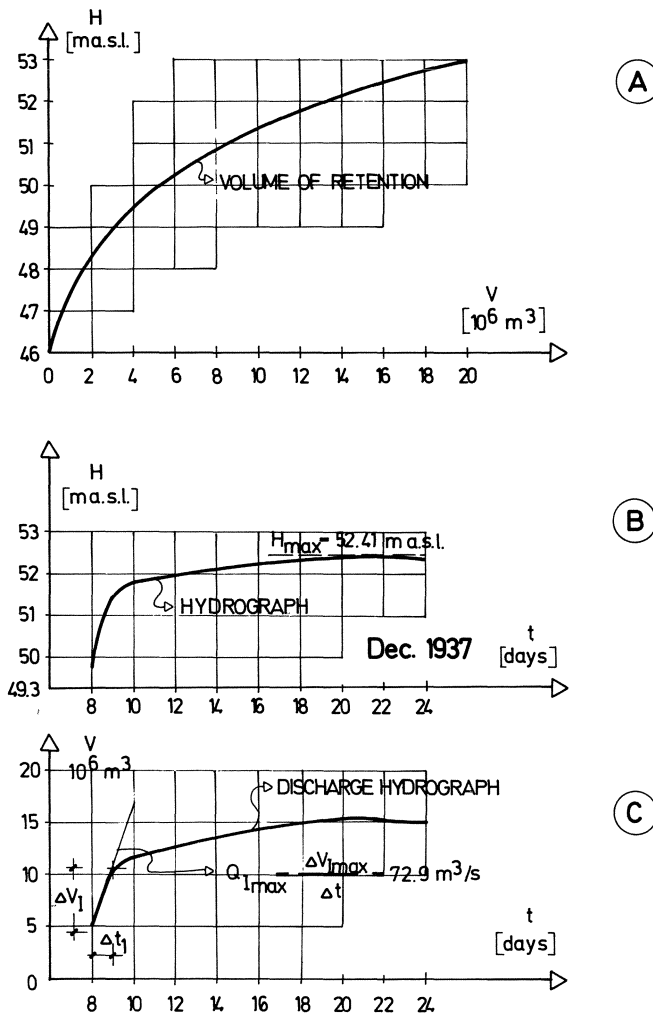 H
[m a.s.l.]
53
52
51
50
49
48
47
46
VOLUME OF RETENTION
V
[10⁶ m³]
0 2 4 6 8 10 12 14 16 18 20
A
H
[m a.s.l.]
53
52
51
50
49.3
Hmax = 52.41 m a.s.l.
HYDROGRAPH
Dec. 1937
t
[days]
8 10 12 14 16 18 20 22 24
B
V
10⁶ m³
20
15
10
5
0
DISCHARGE HYDROGRAPH
Q1max = ΔVImax / Δt = 72.9 m³/s
ΔVI
Δt1
t
[days]
8 10 12 14 16 18 20 22 24
C